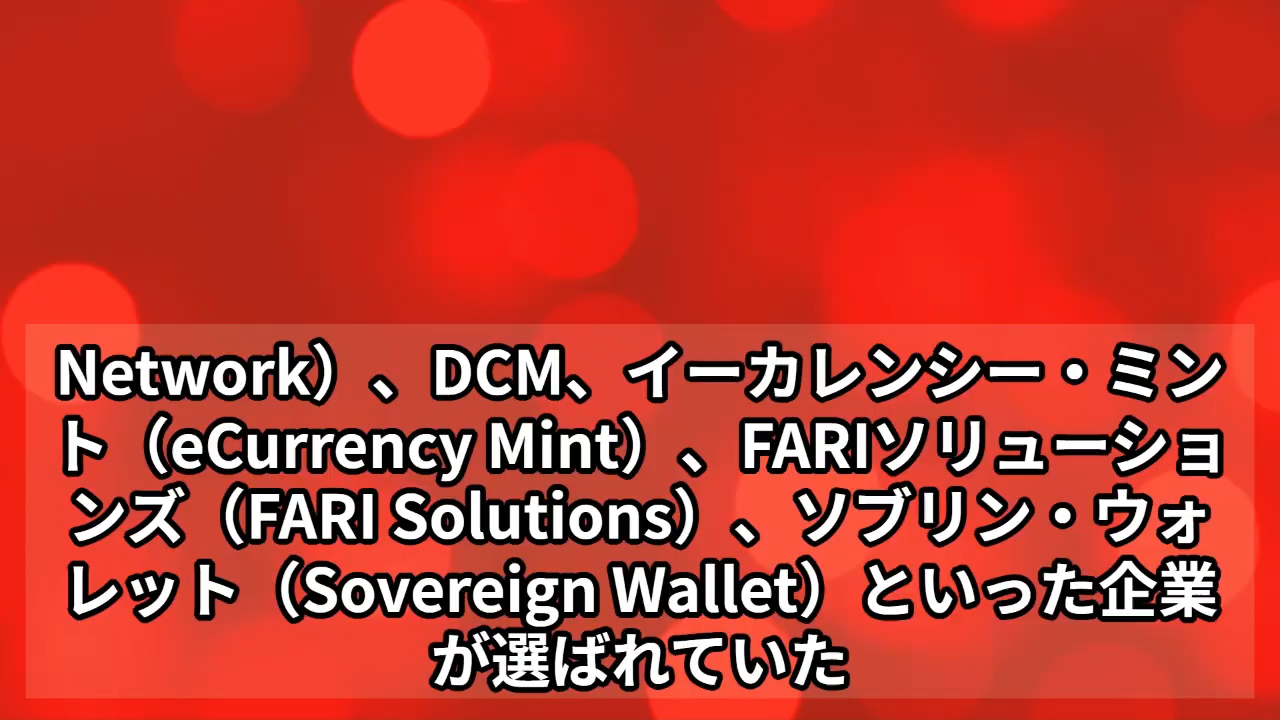 Network）、DCM、イーカレンシー・ミン
ト（eCurrency Mint）、FARIソリューショ
ンズ（FARI Solutions）、ソブリン・ウォ
レット（Sovereign Wallet）といった企業
が選ばれていた